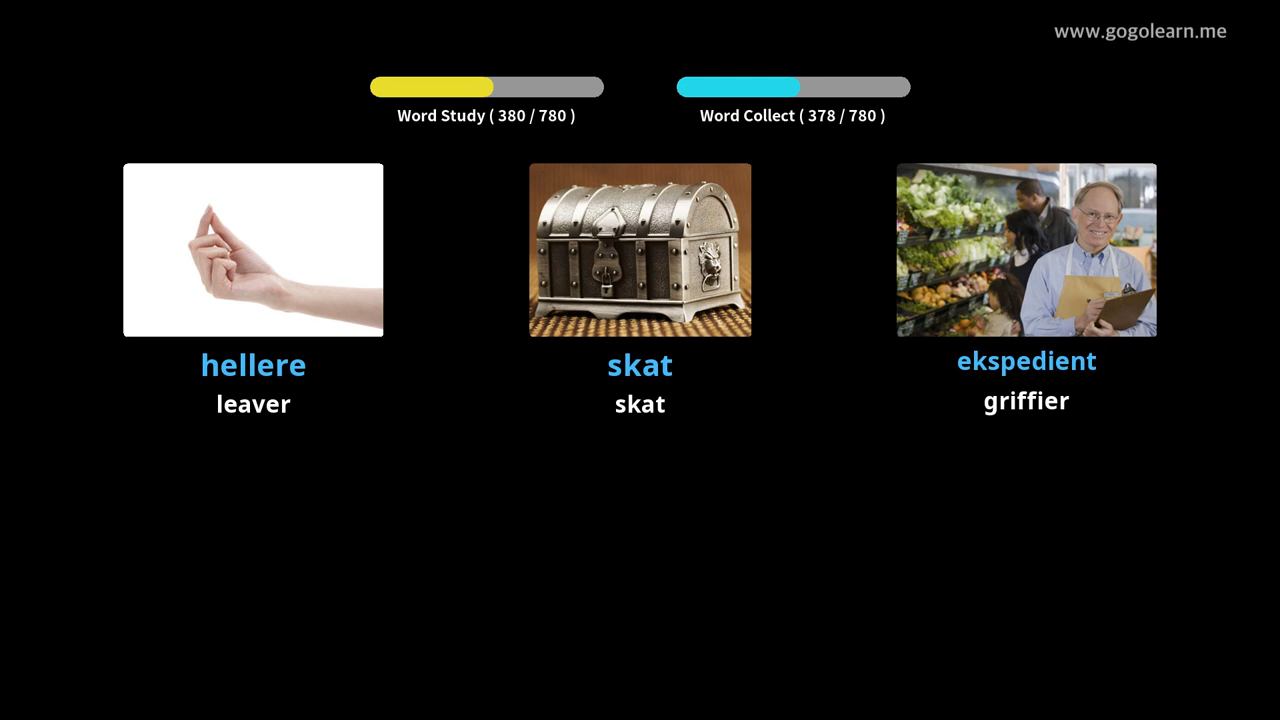 www.gogolearn.me
Word Study ( 380 / 780 )
Word Collect ( 378 / 780 )
hellere
leaver
skat
skat
ekspedient
griffier